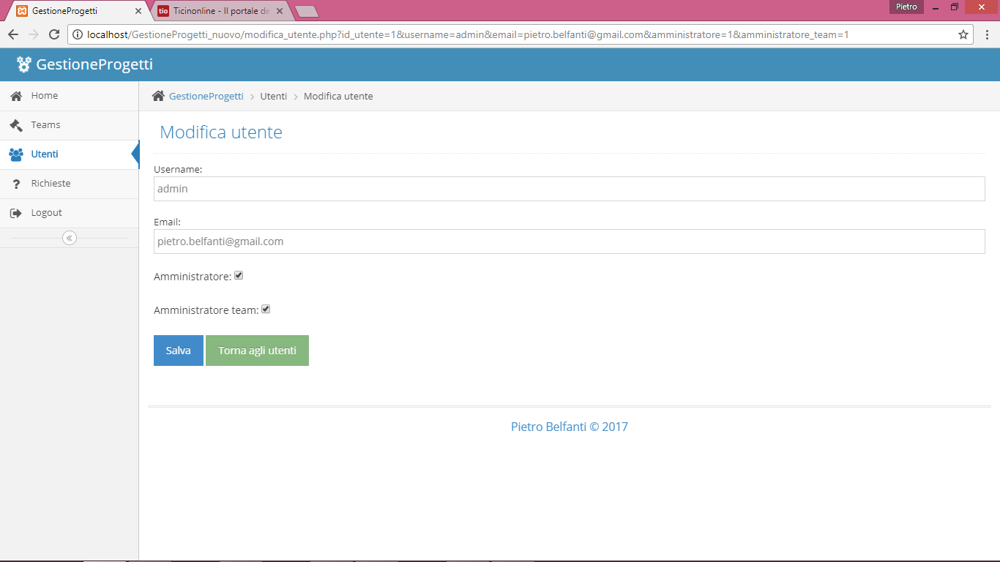 GestioneProgetti
Ticinonline - Il portale de
Pietro
localhost/GestioneProgetti_nuovo/modifica_utente.php?id_utente=1&username=admin&email=pietro.belfanti@gmail.com&amministratore=1&amministratore_team=1
GestioneProgetti
Home
Teams
Utenti
Richieste
Logout
GestioneProgetti > Utenti > Modifica utente
Modifica utente
Username:
admin
Email:
pietro.belfanti@gmail.com
Amministratore:
Amministratore team:
Salva
Torna agli utenti
Pietro Belfanti © 2017